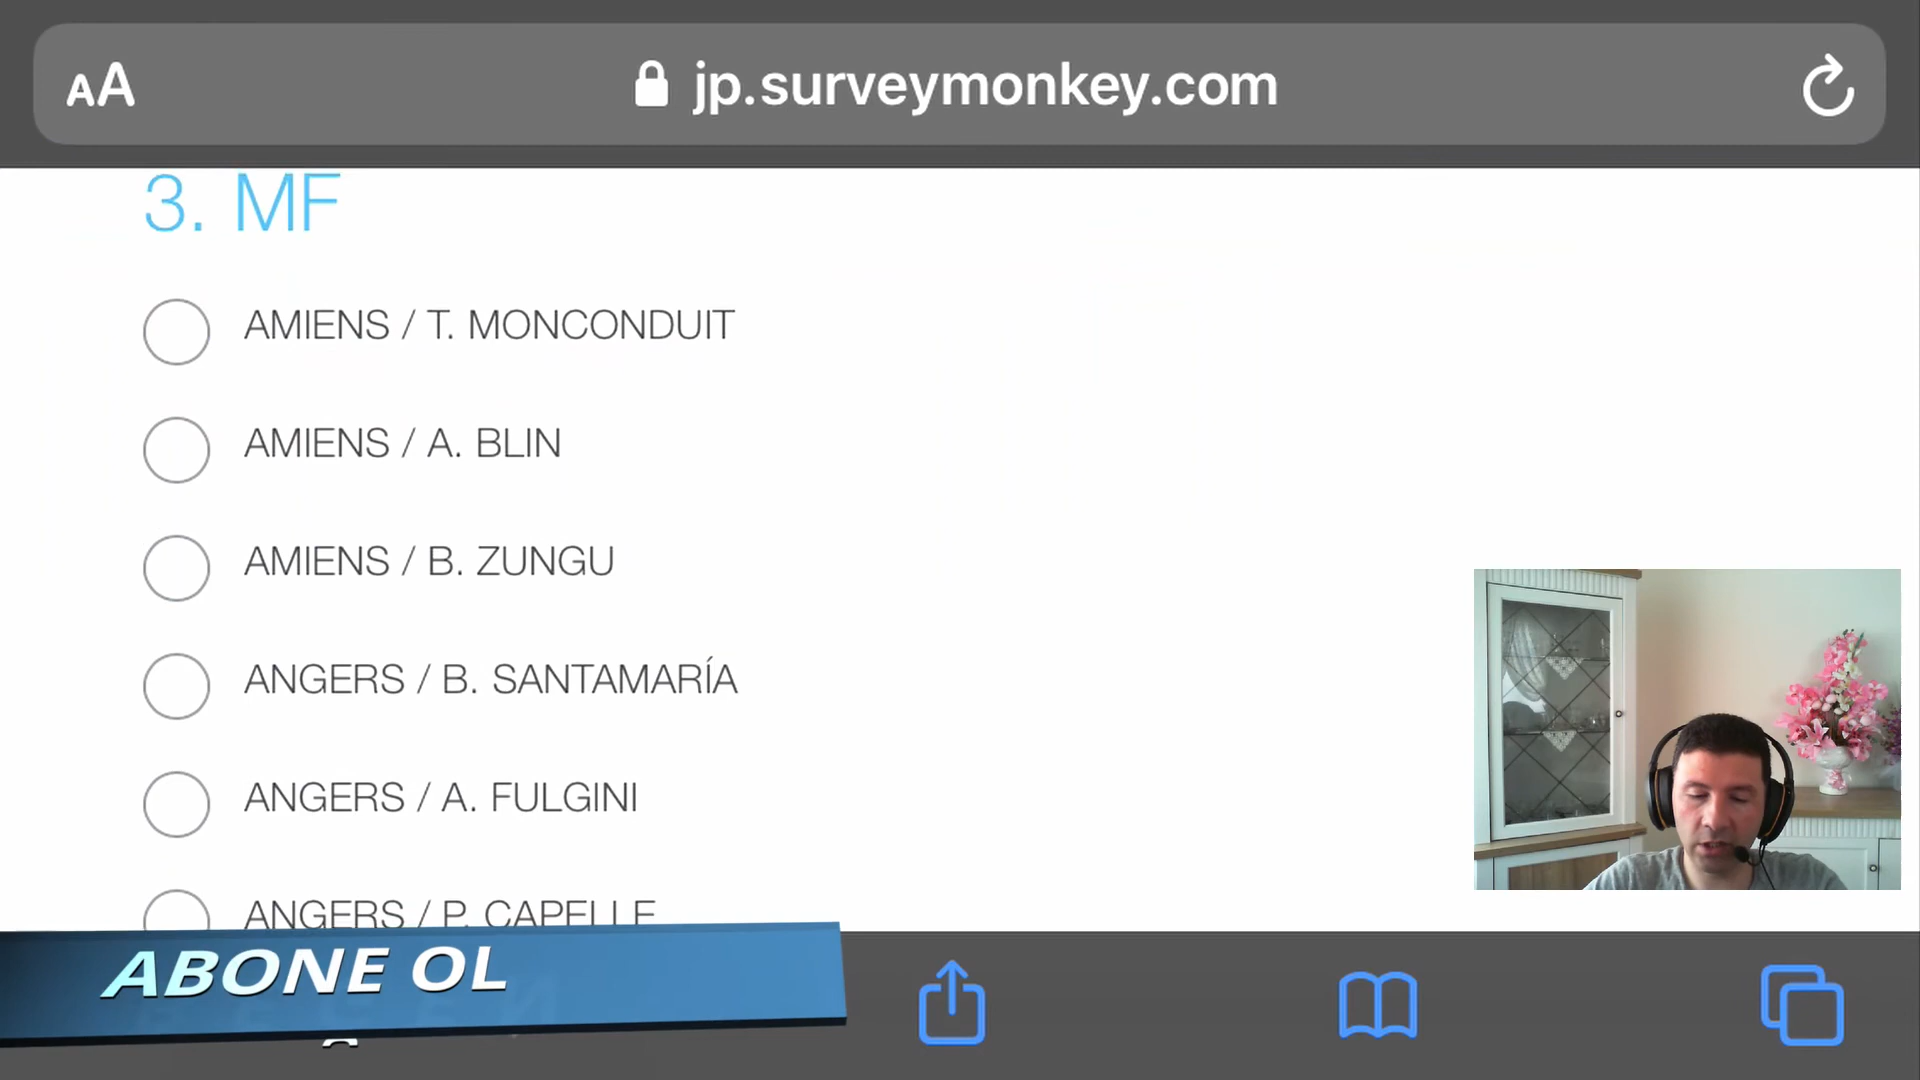 AA
jp.surveymonkey.com
3. MF
AMIENS / T. MONCONDUIT
AMIENS / A. BLIN
AMIENS / B. ZUNGU
ANGERS / B. SANTAMARÍA
ANGERS / A. FULGINI
ANGERS / P. CAPELLE
ABONE OL